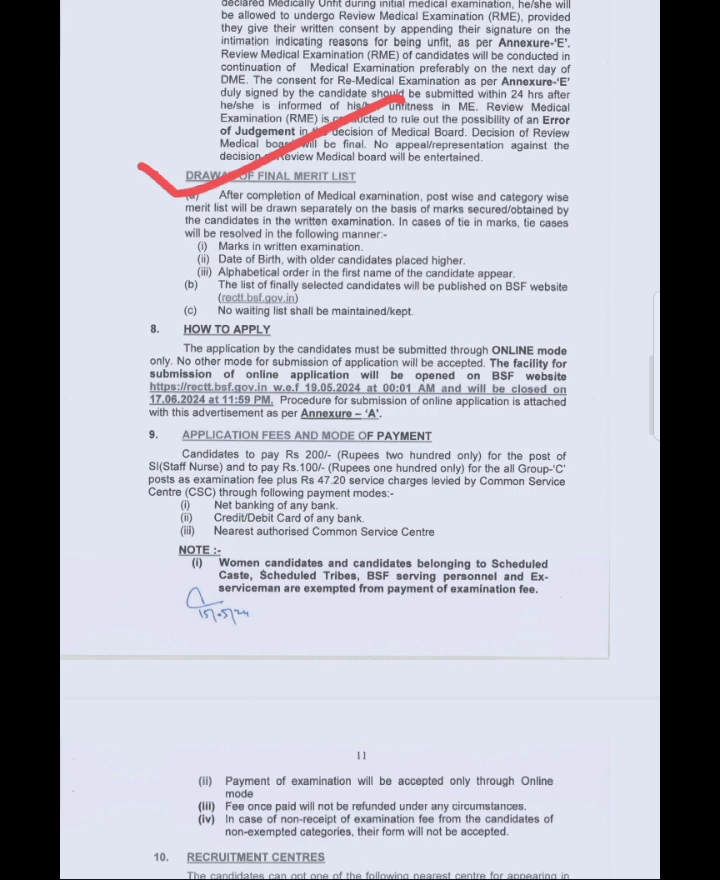 declared Medically Unfit during initial medical examination, he/she will
be allowed to undergo Review Medical Examination (RME), provided
they give their written consent by appending their signature on the
intimation indicating reasons for being unfit, as per Annexure-'E'.
Review Medical Examination (RME) of candidates will be conducted in
continuation of Medical Examination preferably on the next day of
DME. The consent for Re-Medical Examination as per Annexure-'E'
duly signed by the candidate should be submitted within 24 hrs after
he/she is informed of his/her unfitness in ME. Review Medical
Examination (RME) is conducted to rule out the possibility of an Error
of Judgement in the decision of Medical Board. Decision of Review
Medical board will be final. No appeal/representation against the
decision of Review Medical board will be entertained.
DRAWAL OF FINAL MERIT LIST
(a) After completion of Medical examination, post wise and category wise
merit list will be drawn separately on the basis of marks secured/obtained by
the candidates in the written examination. In cases of tie in marks, tie cases
will be resolved in the following manner:-
(i) Marks in written examination.
(ii) Date of Birth, with older candidates placed higher.
(iii) Alphabetical order in the first name of the candidate appear.
(b) The list of finally selected candidates will be published on BSF website
(rectt.bsf.gov.in)
(c) No waiting list shall be maintained/kept.
8. HOW TO APPLY
The application by the candidates must be submitted through ONLINE mode
only. No other mode for submission of application will be accepted. The facility for
submission of online application will be opened on BSF website
https://rectt.bsf.gov.in w.e.f 19.05.2024 at 00:01 AM and will be closed on
17.06.2024 at 11:59 PM. Procedure for submission of online application is attached
with this advertisement as per Annexure – 'A'.
9. APPLICATION FEES AND MODE OF PAYMENT
Candidates to pay Rs 200/- (Rupees two hundred only) for the post of
SI(Staff Nurse) and to pay Rs.100/- (Rupees one hundred only) for the all Group-'C'
posts as examination fee plus Rs 47.20 service charges levied by Common Service
Centre (CSC) through following payment modes:-
(i) Net banking of any bank.
(ii) Credit/Debit Card of any bank.
(iii) Nearest authorised Common Service Centre
NOTE :-
(i) Women candidates and candidates belonging to Scheduled
Caste, Scheduled Tribes, BSF serving personnel and Ex-
serviceman are exempted from payment of examination fee.
15/05/24
11
(ii) Payment of examination will be accepted only through Online
mode
(iii) Fee once paid will not be refunded under any circumstances.
(iv) In case of non-receipt of examination fee from the candidates of
non-exempted categories, their form will not be accepted.
10. RECRUITMENT CENTRES
The candidates can opt one of the following nearest centre for appearing in